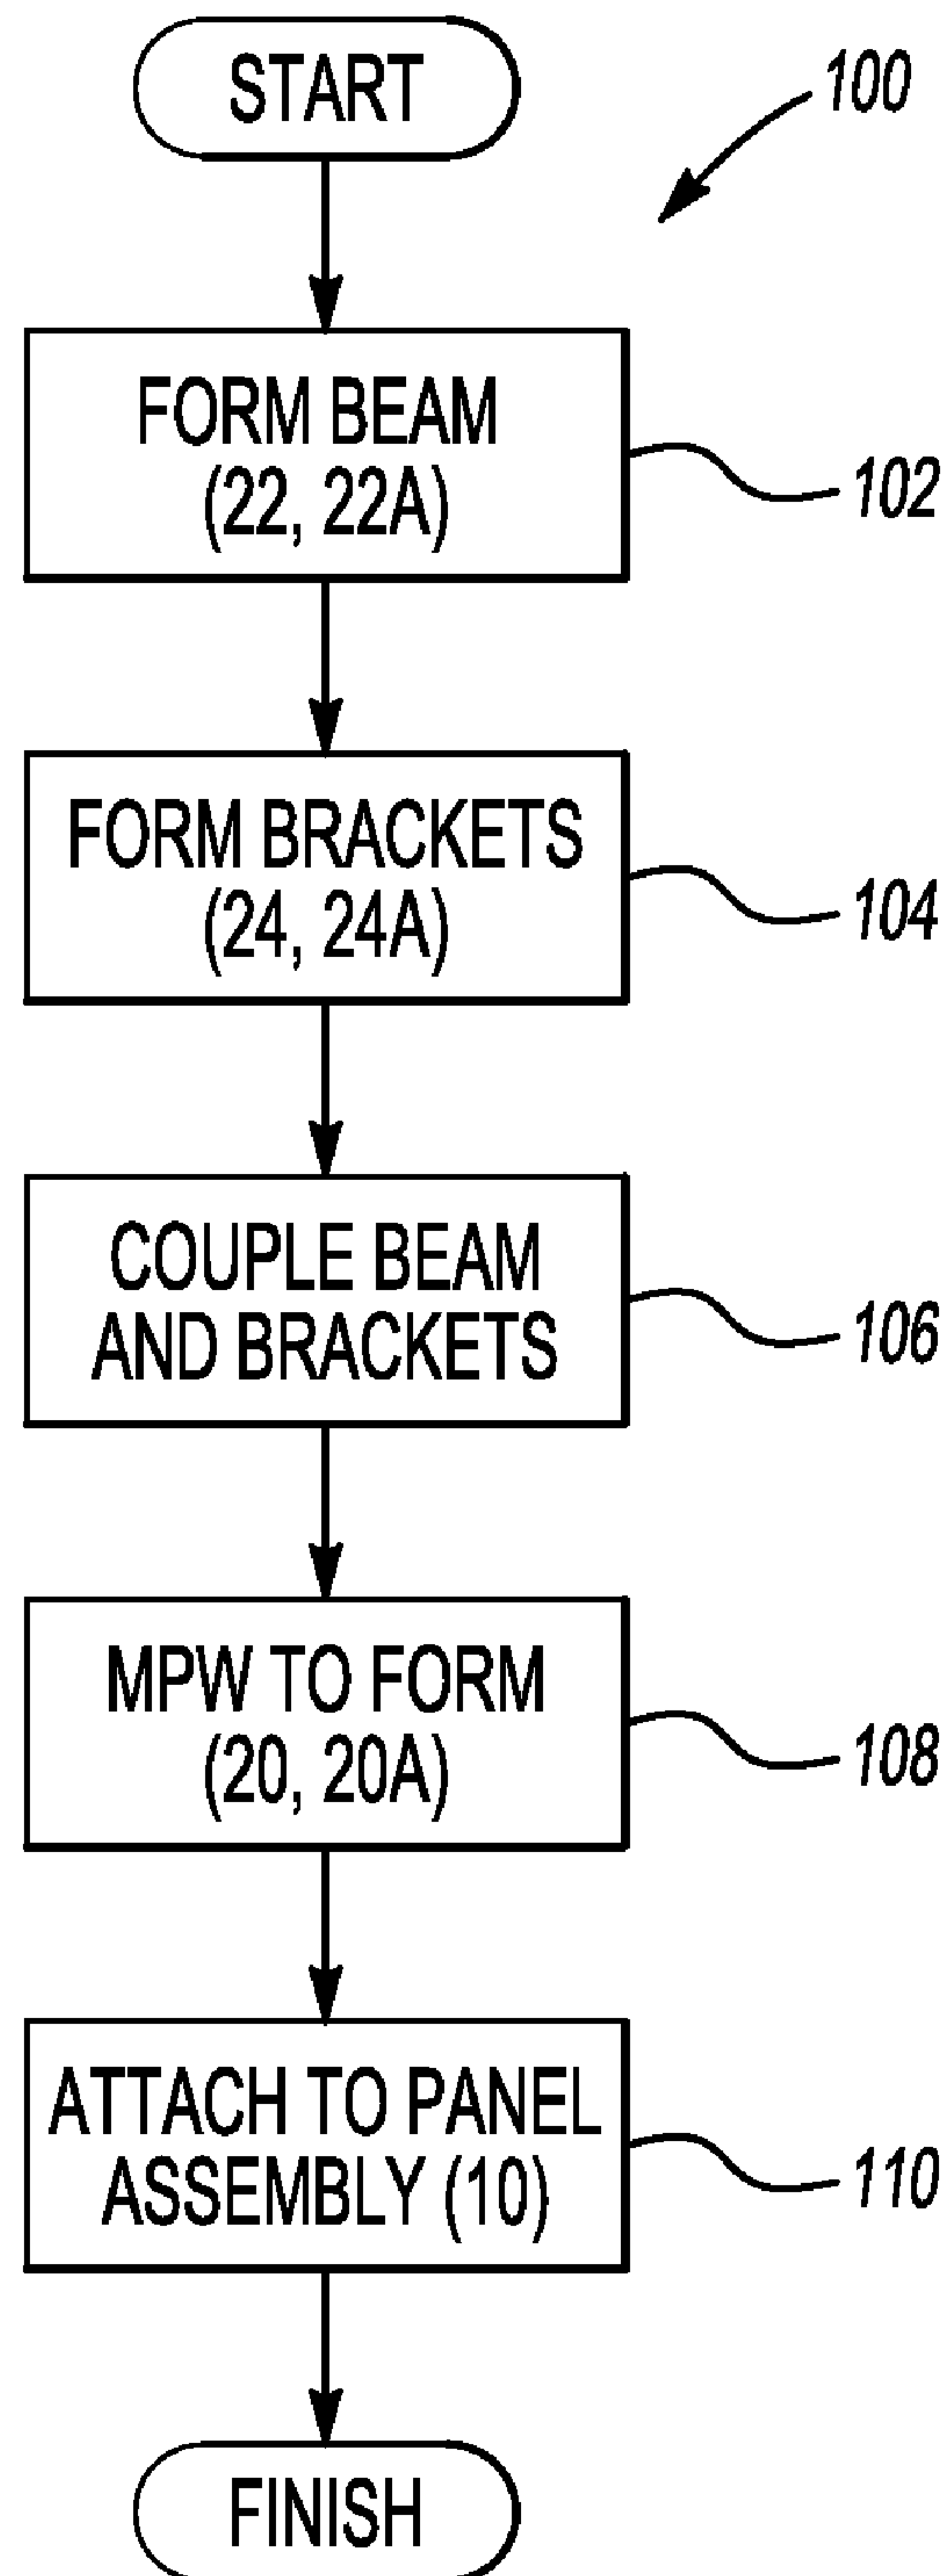 START
100
FORM BEAM
(22, 22A)
102
FORM BRACKETS
(24, 24A)
104
COUPLE BEAM
AND BRACKETS
106
MPW TO FORM
(20, 20A)
108
ATTACH TO PANEL
ASSEMBLY (10)
110
FINISH